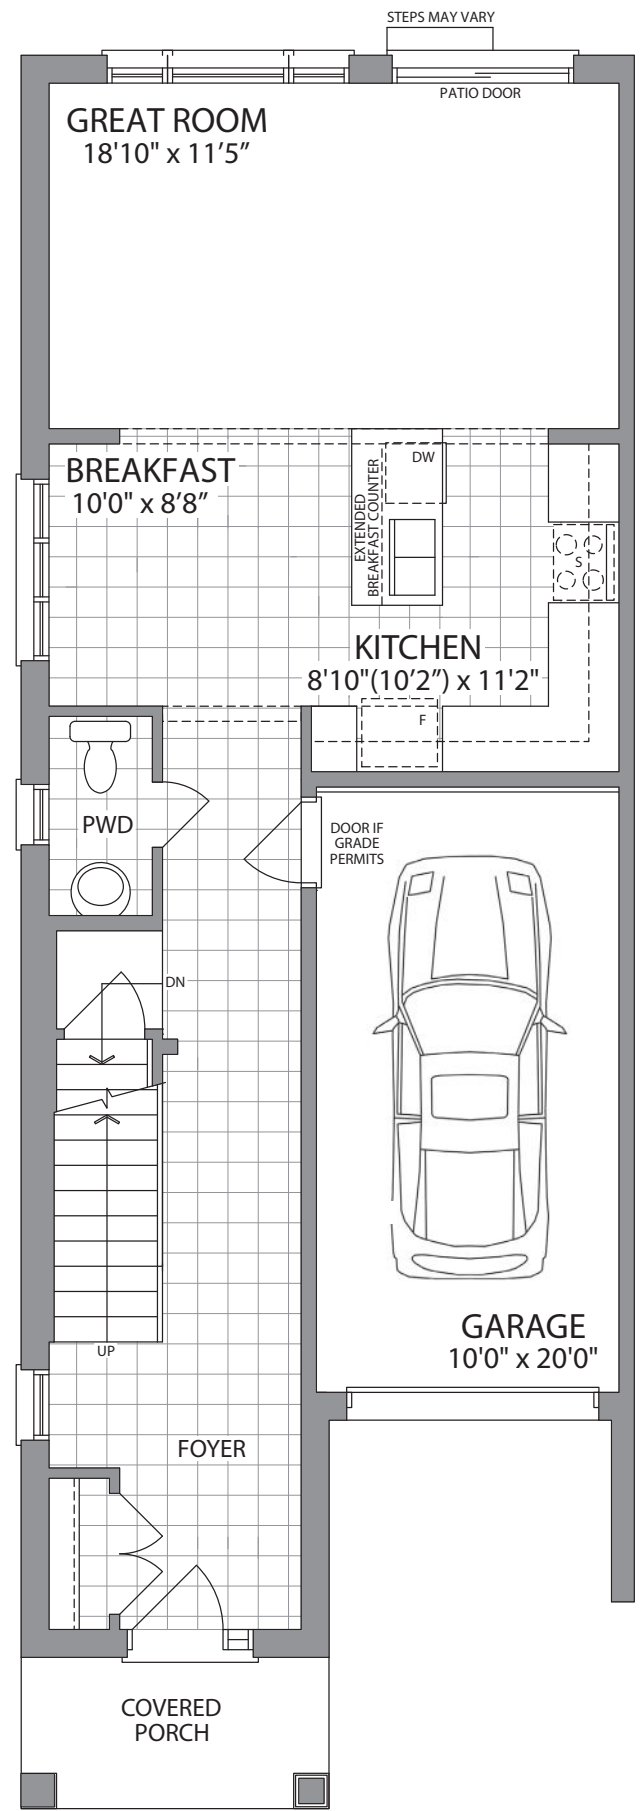 STEPS MAY VARY
PATIO DOOR
GREAT ROOM
18'10" x 11’5”
BREAKFAST
10'0" x 8’8”
EXTENDED
BREAKFAST COUNTER
DW
S
KITCHEN
8'10"(10’2”) x 11'2"
F
PWD
DOOR IF
GRADE
PERMITS
DN
UP
GARAGE
10'0" x 20'0"
FOYER
COVERED
PORCH